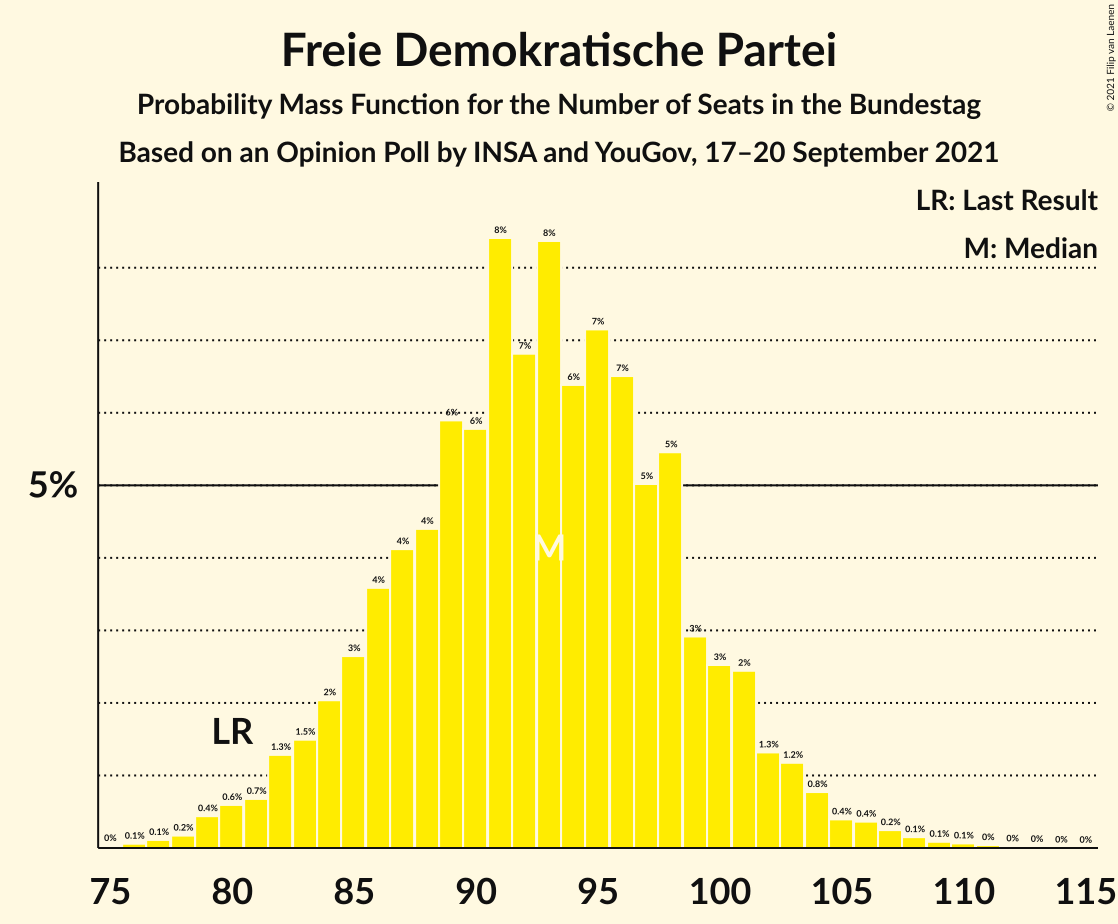 Freie Demokratische Partei
Probability Mass Function for the Number of Seats in the Bundestag
Based on an Opinion Poll by INSA and YouGov, 17–20 September 2021
© 2021 Filip van Laenen
LR: Last Result
M: Median
5%
0% 0.1% 0.1% 0.2% 0.4% 0.6% 0.7% 1.3% 1.5% 2% 3% 4% 4% 4% 6% 6% 8% 7% 8% 6% 7% 7% 5% 5% 3% 3% 2% 1.3% 1.2% 0.8% 0.4% 0.4% 0.2% 0.1% 0.1% 0.1% 0% 0% 0% 0% 0%
LR
M
75 80 85 90 95 100 105 110 115